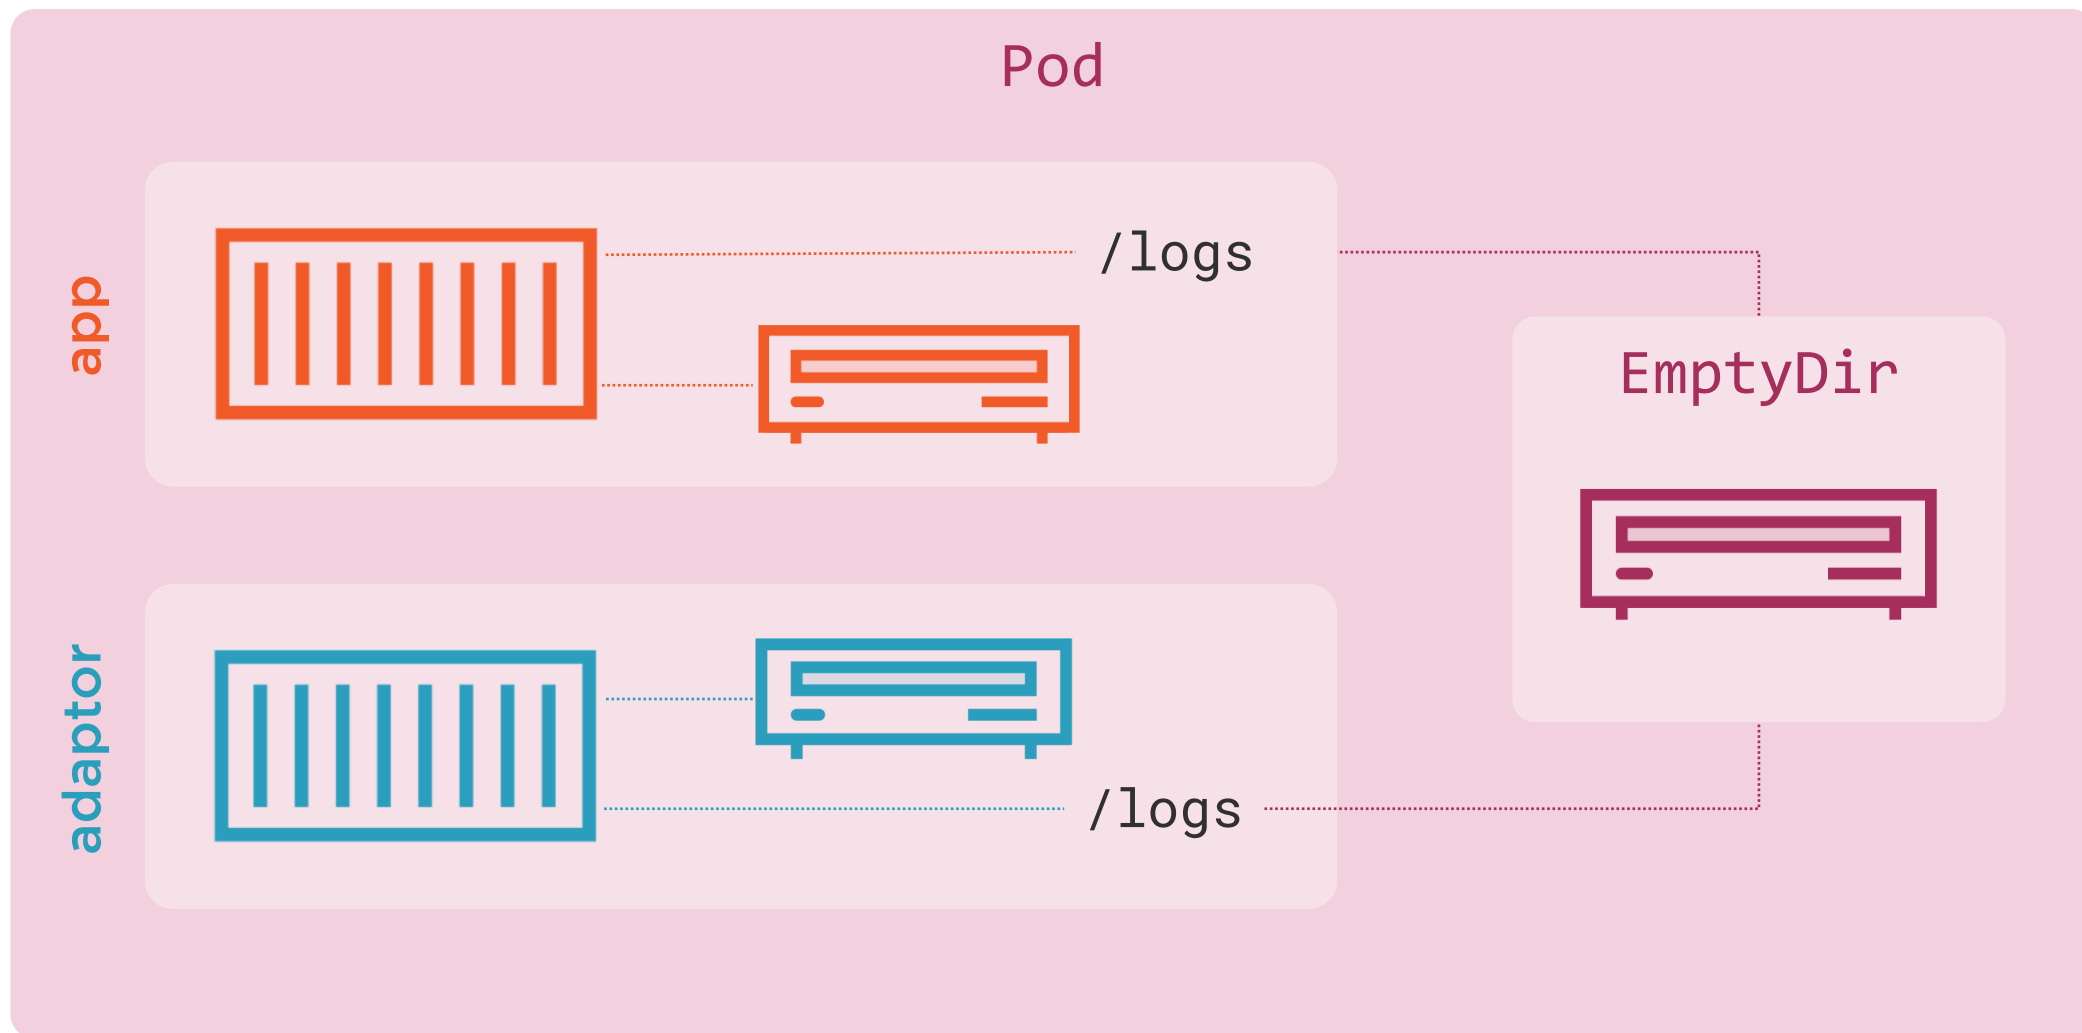 Pod
app
/logs
EmptyDir
adaptor
/logs